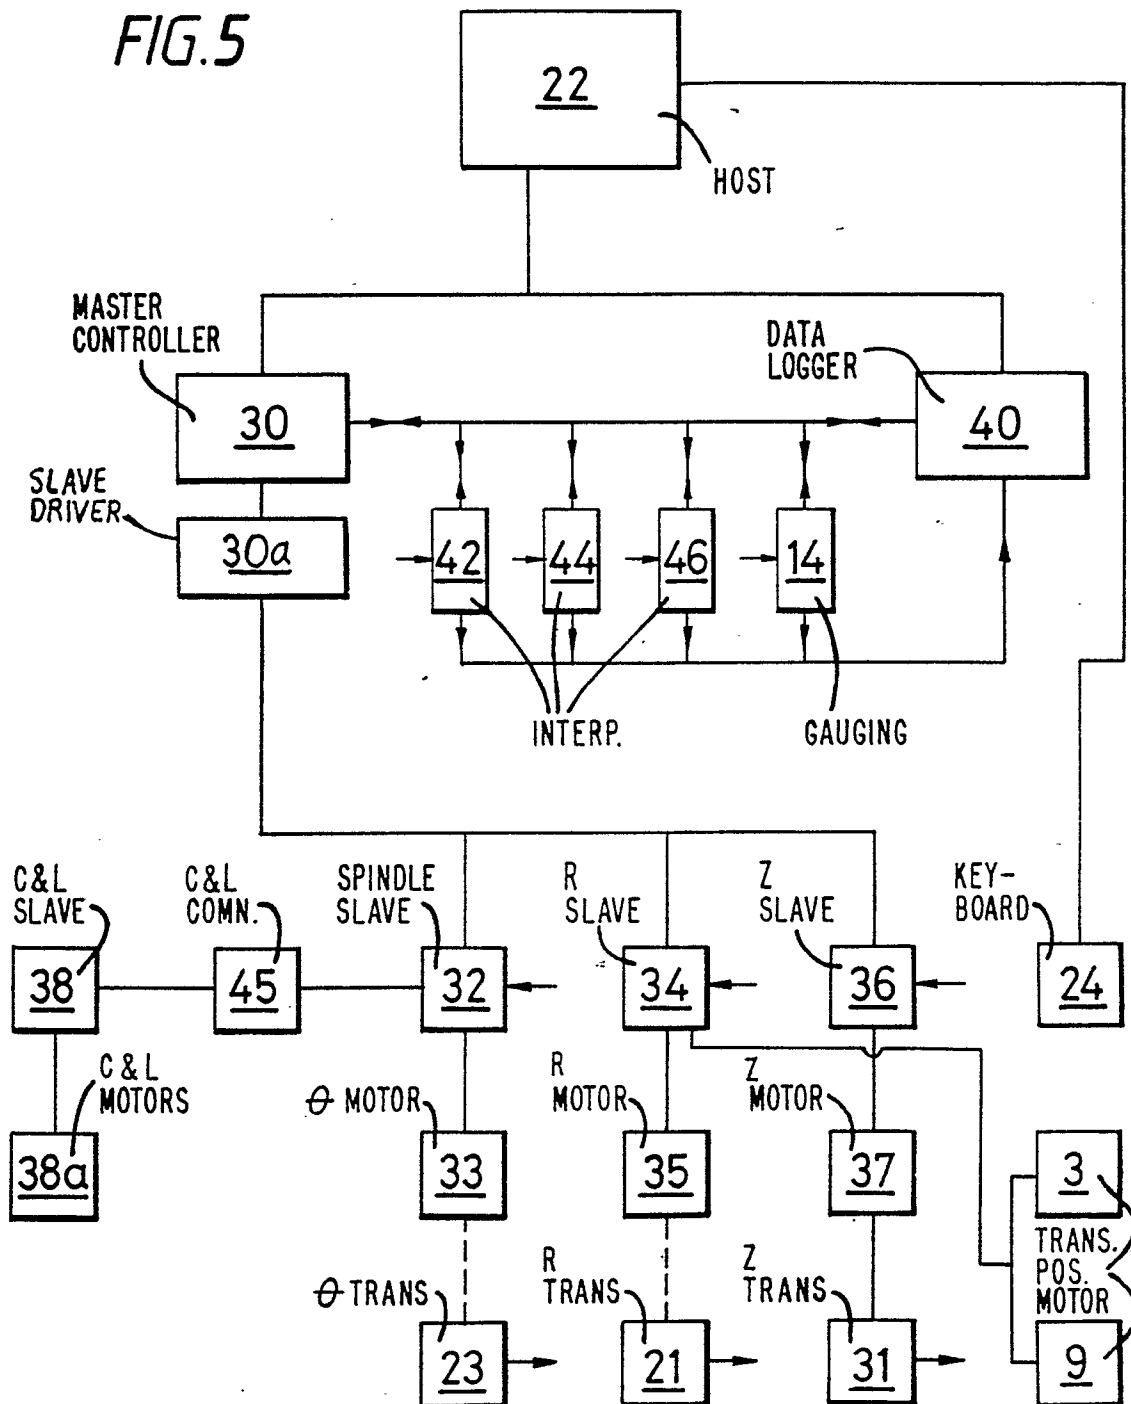 FIG.5
22
HOST
MASTER
CONTROLLER
DATA
LOGGER
30
40
SLAVE
DRIVER
30a
42
44
46
14
INTERP.
GAUGING
C&L
SLAVE
C&L
COMN.
SPINDLE
SLAVE
R
SLAVE
Z
SLAVE
KEY-
BOARD
38
45
32
34
36
24
C & L
MOTORS
θ MOTOR
R
MOTOR
Z
MOTOR
38a
33
35
37
3
TRANS.
POS.
MOTOR
θ TRANS
R
TRANS
Z
TRANS
23
21
31
9